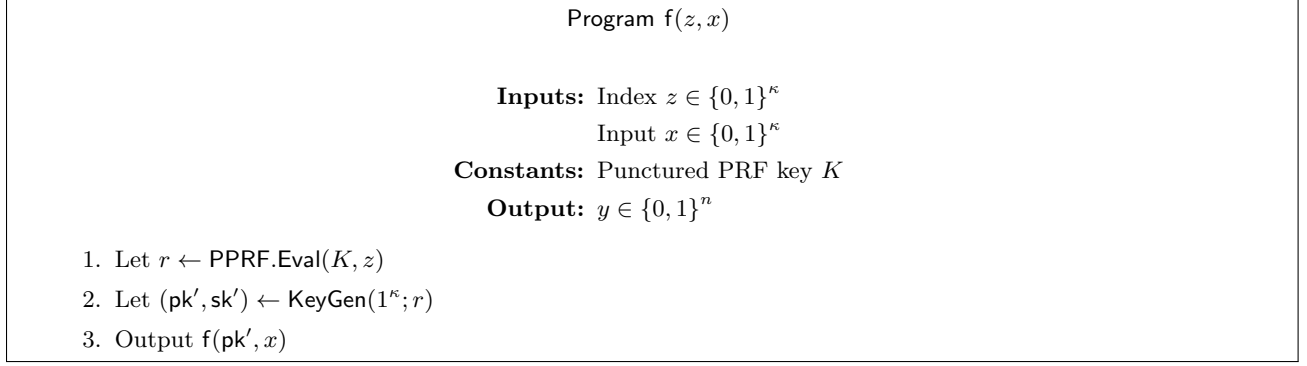 Program f(z, x)
Inputs: Index z ∈ {0, 1}^κ
Input x ∈ {0, 1}^κ
Constants: Punctured PRF key K
Output: y ∈ {0, 1}^n
1. Let r ← PPRF.Eval(K, z)
2. Let (pk′, sk′) ← KeyGen(1^κ; r)
3. Output f(pk′, x)